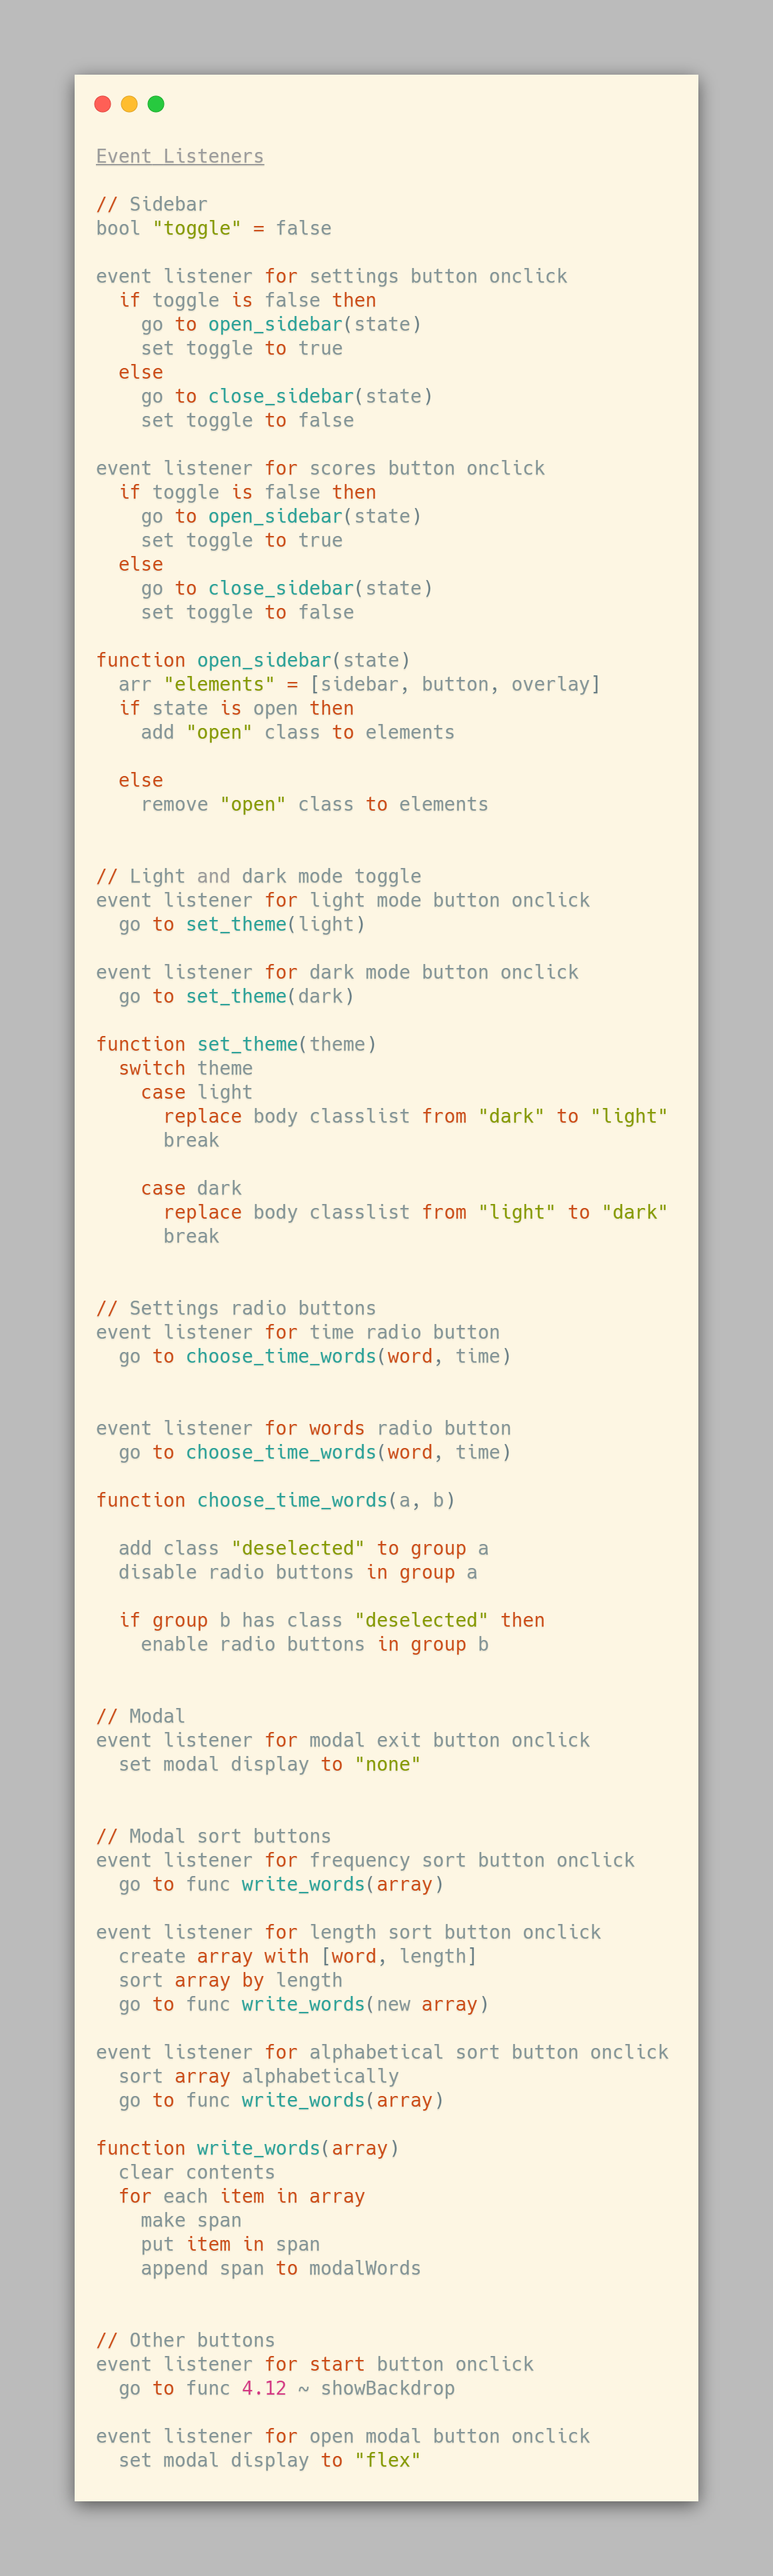 Event Listeners
// Sidebar
bool "toggle" = false
event listener for settings button onclick
  if toggle is false then
    go to open_sidebar(state)
    set toggle to true
  else
    go to close_sidebar(state)
    set toggle to false
event listener for scores button onclick
  if toggle is false then
    go to open_sidebar(state)
    set toggle to true
  else
    go to close_sidebar(state)
    set toggle to false
function open_sidebar(state)
  arr "elements" = [sidebar, button, overlay]
  if state is open then
    add "open" class to elements
  else
    remove "open" class to elements
// Light and dark mode toggle
event listener for light mode button onclick
  go to set_theme(light)
event listener for dark mode button onclick
  go to set_theme(dark)
function set_theme(theme)
  switch theme
    case light
      replace body classlist from "dark" to "light"
      break
    case dark
      replace body classlist from "light" to "dark"
      break
// Settings radio buttons
event listener for time radio button
  go to choose_time_words(word, time)
event listener for words radio button
  go to choose_time_words(word, time)
function choose_time_words(a, b)
  add class "deselected" to group a
  disable radio buttons in group a
  if group b has class "deselected" then
    enable radio buttons in group b
// Modal
event listener for modal exit button onclick
  set modal display to "none"
// Modal sort buttons
event listener for frequency sort button onclick
  go to func write_words(array)
event listener for length sort button onclick
  create array with [word, length]
  sort array by length
  go to func write_words(new array)
event listener for alphabetical sort button onclick
  sort array alphabetically
  go to func write_words(array)
function write_words(array)
  clear contents
  for each item in array
    make span
    put item in span
    append span to modalWords
// Other buttons
event listener for start button onclick
  go to func 4.12 ~ showBackdrop
event listener for open modal button onclick
  set modal display to "flex"